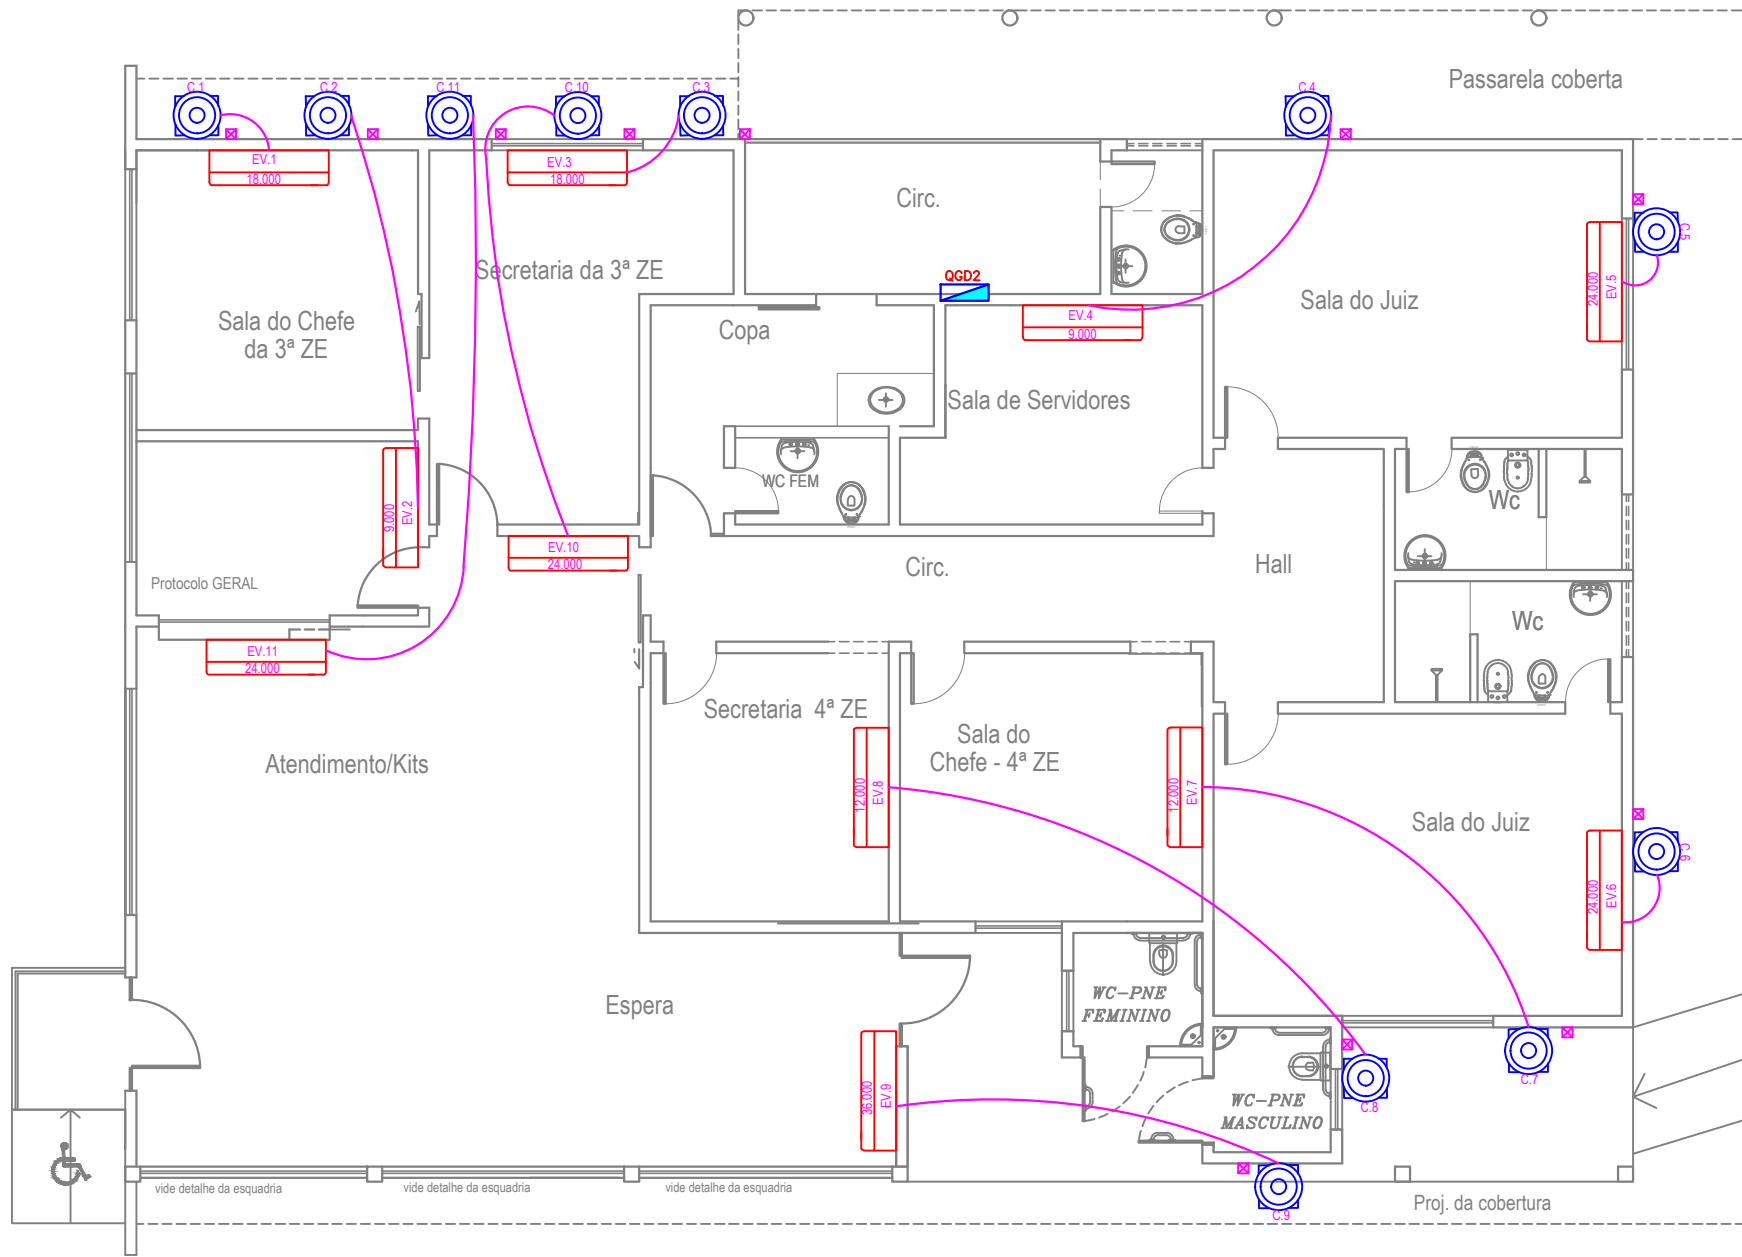 Passarela coberta
C.1
C.2
C.11
C.10
C.3
C.4
EV.1
18.000
EV.3
18.000
Circ.
C.5
EV.5
24.000
Secretaria da 3ª ZE
QGD2
Sala do Juiz
Sala do Chefe
da 3ª ZE
Copa
EV.4
9.000
Sala de Servidores
WC FEM
Wc
EV.2
9.000
EV.10
24.000
Protocolo GERAL
Circ.
Hall
Wc
EV.11
24.000
Secretaria 4ª ZE
Sala do
Chefe - 4ª ZE
Atendimento/Kits
EV.8
12.000
EV.7
12.000
Sala do Juiz
C.6
EV.6
24.000
Espera
WC-PNE
FEMININO
EV.9
36.000
WC-PNE
MASCULINO
C.7
C.8
vide detalhe da esquadria
vide detalhe da esquadria
vide detalhe da esquadria
C.9
Proj. da cobertura